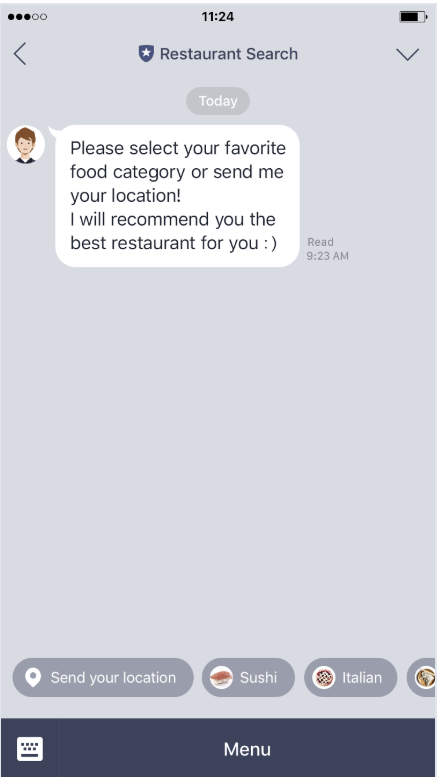 11:24
Restaurant Search
Today
Please select your favorite
food category or send me
your location!
I will recommend you the
best restaurant for you : )
Read
9:23 AM
Send your location
Sushi
Italian
Menu